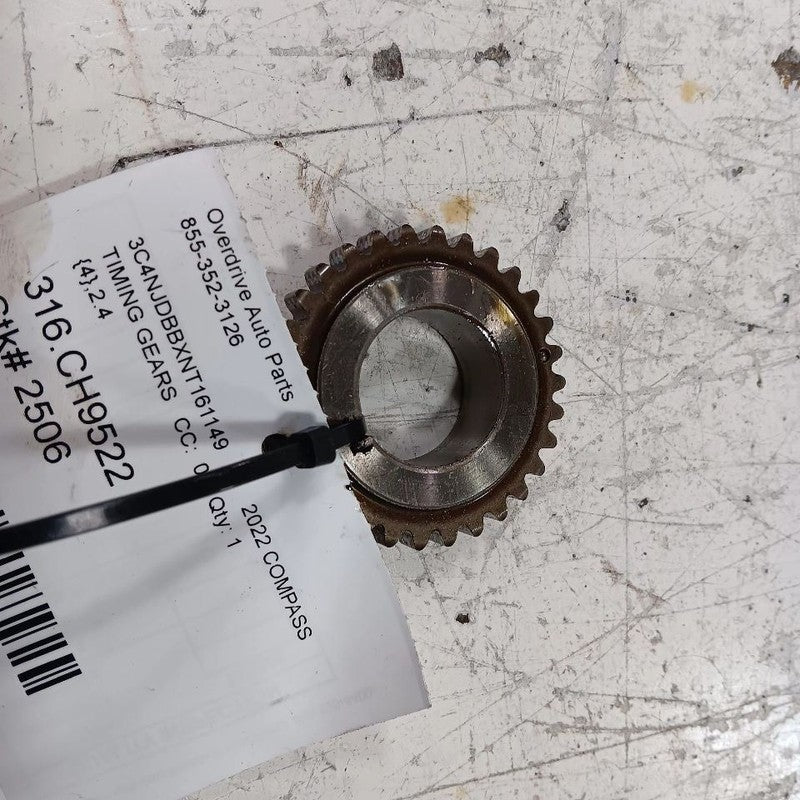 Overdrive Auto Parts
855-352-3126
3C4NJDBBXNT161149 2022 COMPASS
TIMING GEARS CC: 0 Qty: 1
{4},2.4
316.CH9522
Stk# 2506